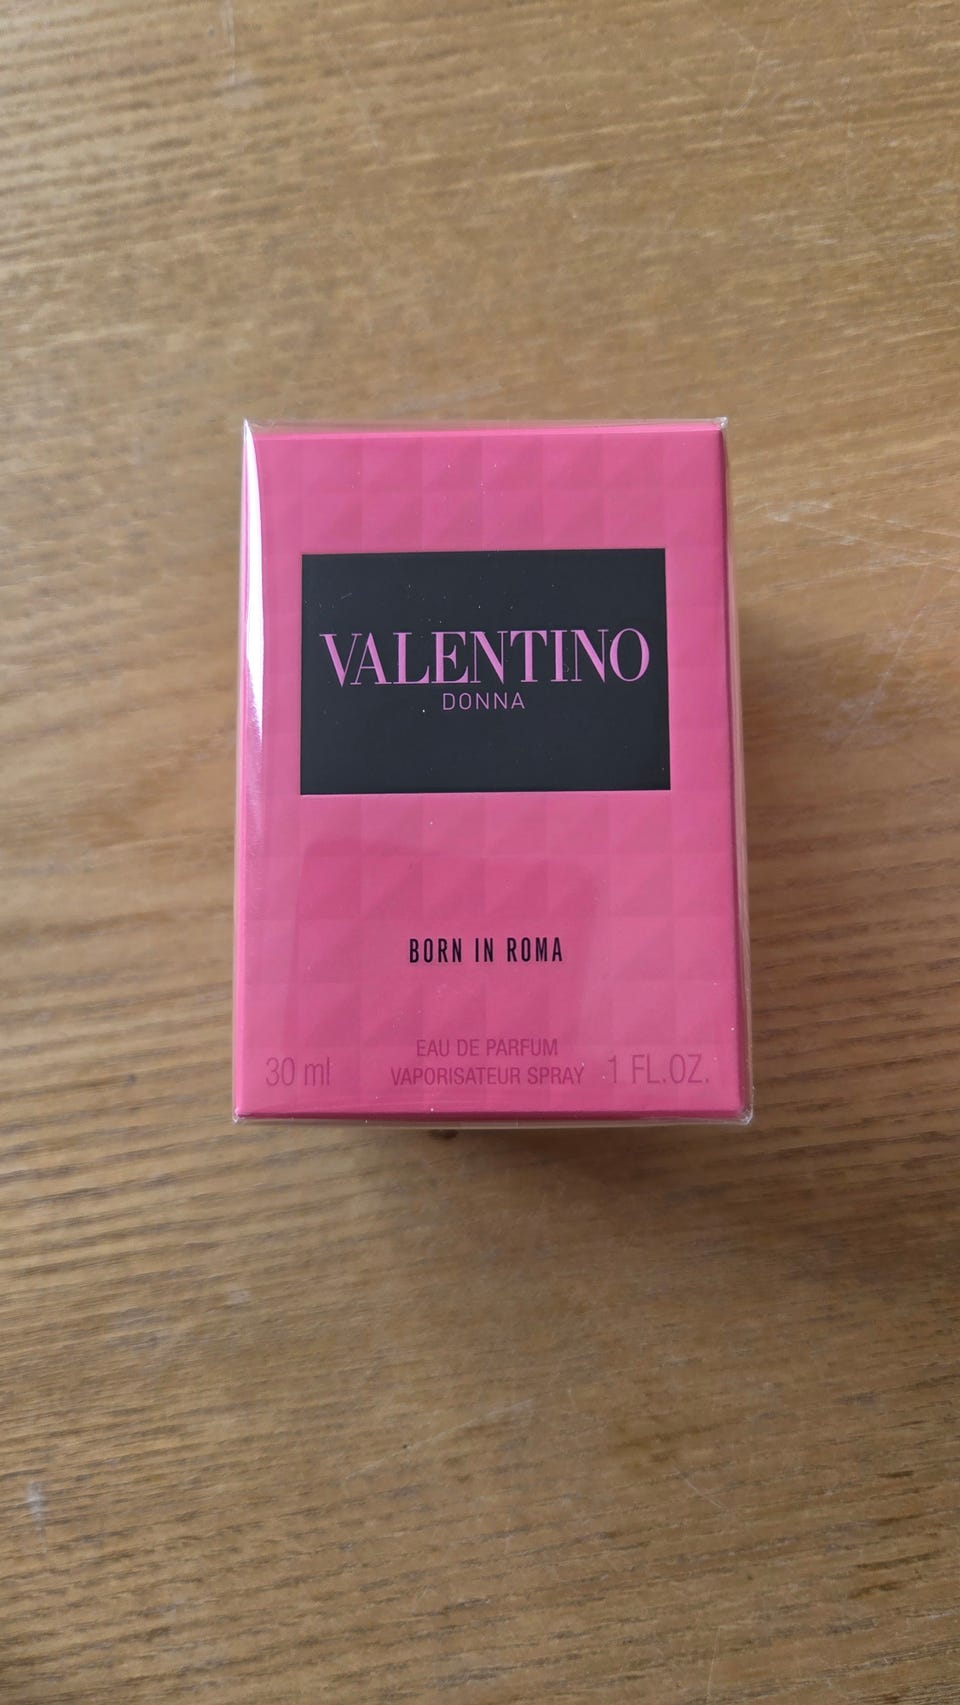 VALENTINO
DONNA
BORN IN ROMA
EAU DE PARFUM
30 ml VAPORISATEUR SPRAY 1 FL.OZ.